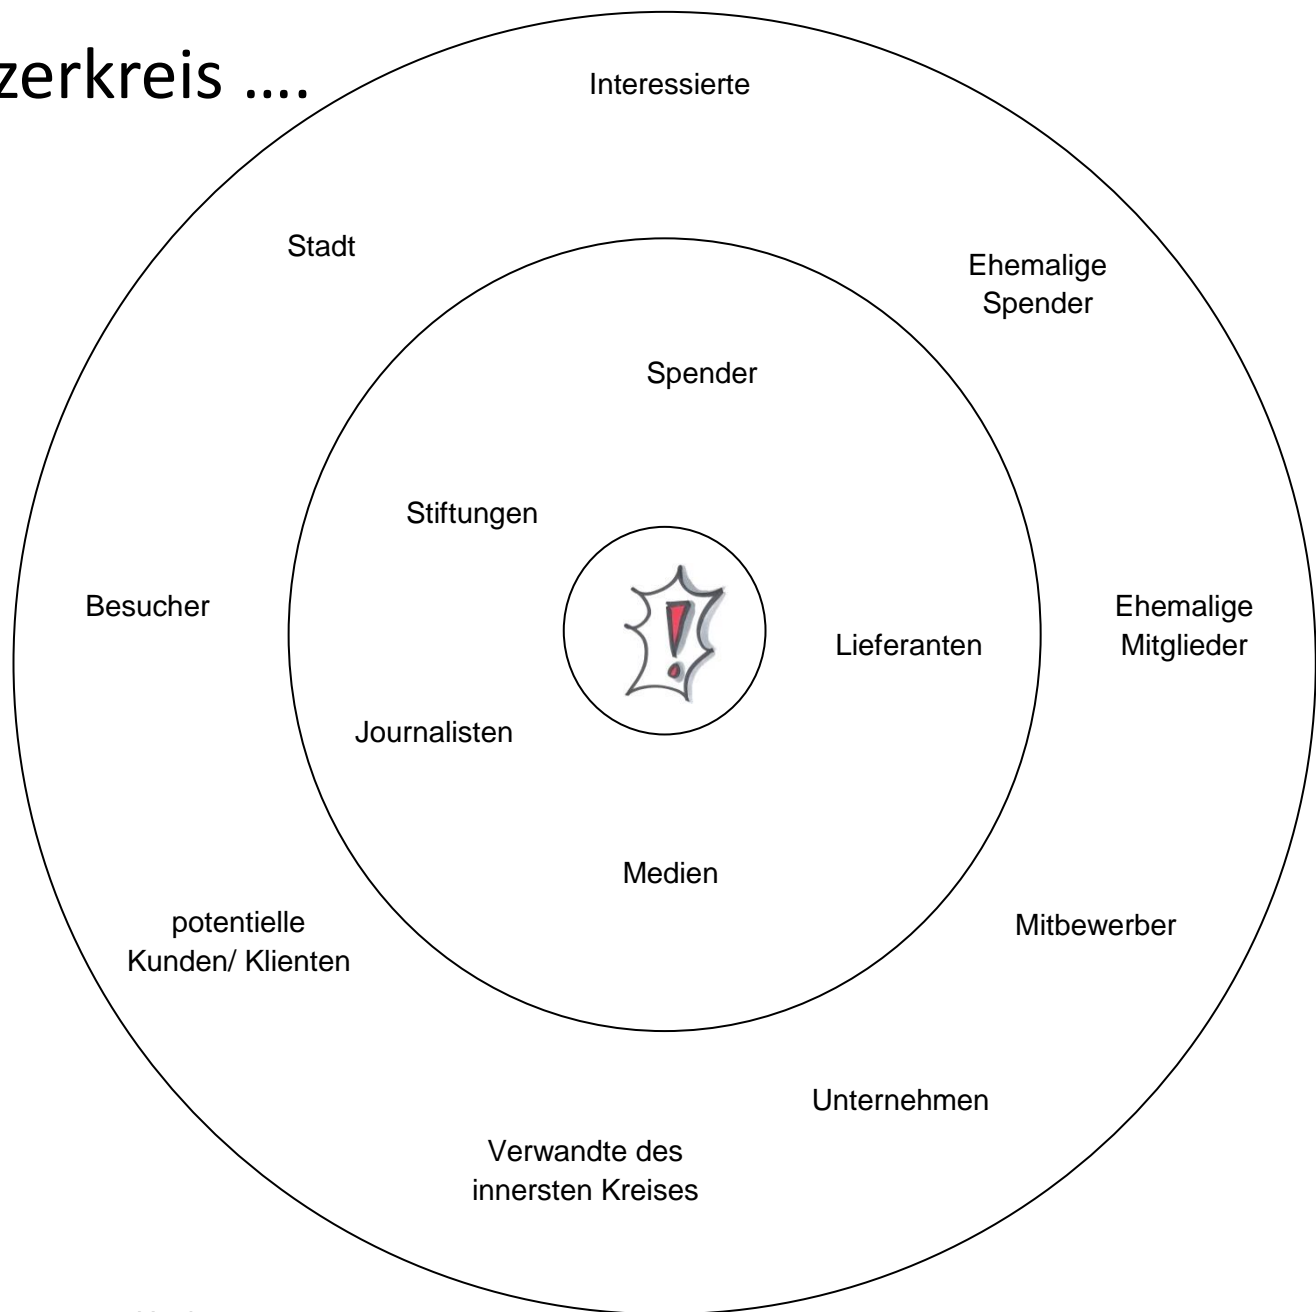 zerkreis ....
Interessierte
Stadt
Ehemalige
Spender
Spender
Stiftungen
Besucher
Lieferanten
Ehemalige
Mitglieder
Journalisten
Medien
potentielle
Kunden/ Klienten
Mitbewerber
Unternehmen
Verwandte des
innersten Kreises